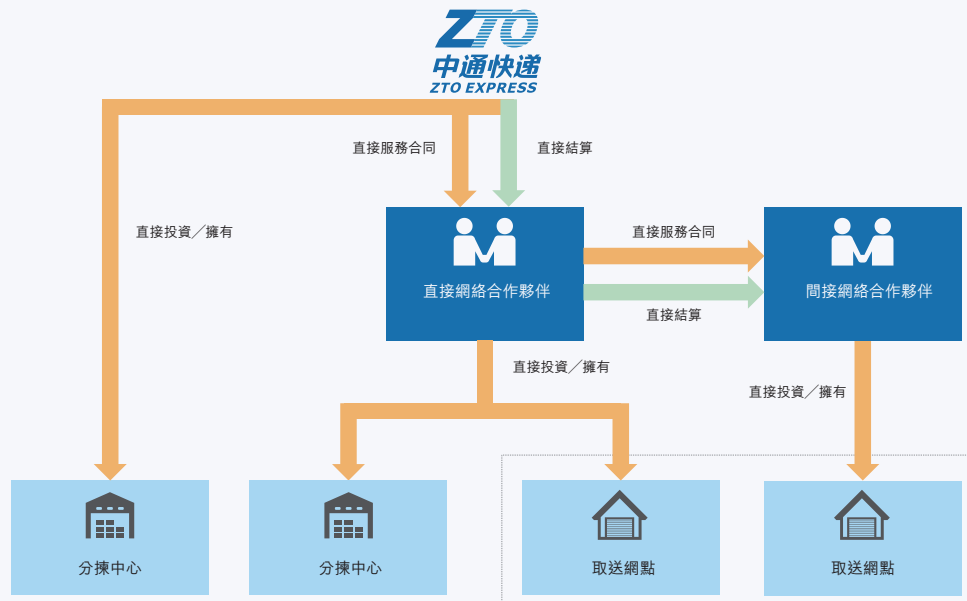 ZTO
中通快递
ZTO EXPRESS
直接服務合同
直接結算
直接投資／擁有
直接服務合同
直接網絡合作夥伴
間接網絡合作夥伴
直接結算
直接投資／擁有
直接投資／擁有
分揀中心
分揀中心
取送網點
取送網點